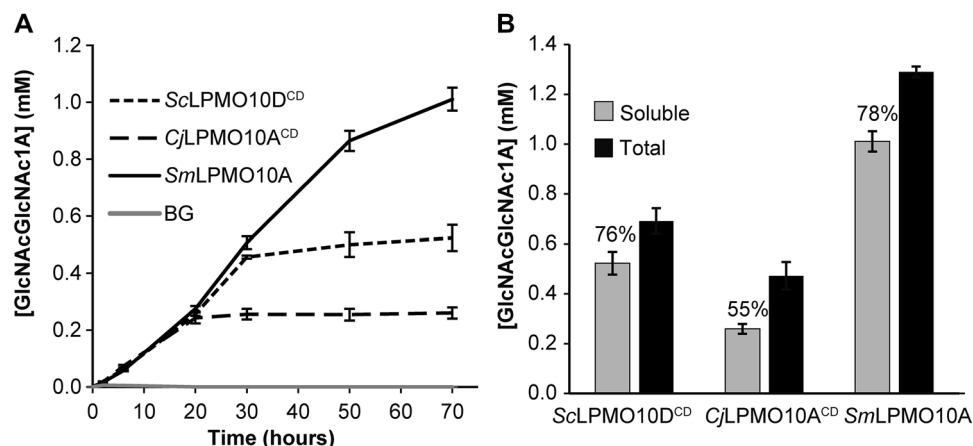 A
[GlcNAcGlcNAc1A] (mM)
1.2
1.0
0.8
0.6
0.4
0.2
0.0
ScLPMO10D^CD
CjLPMO10A^CD
SmLPMO10A
BG
0 10 20 30 40 50 60 70
Time (hours)
B
[GlcNAcGlcNAc1A] (mM)
1.4
1.2
1.0
0.8
0.6
0.4
0.2
0.0
Soluble
Total
76%
55%
78%
ScLPMO10D^CD CjLPMO10A^CD SmLPMO10A